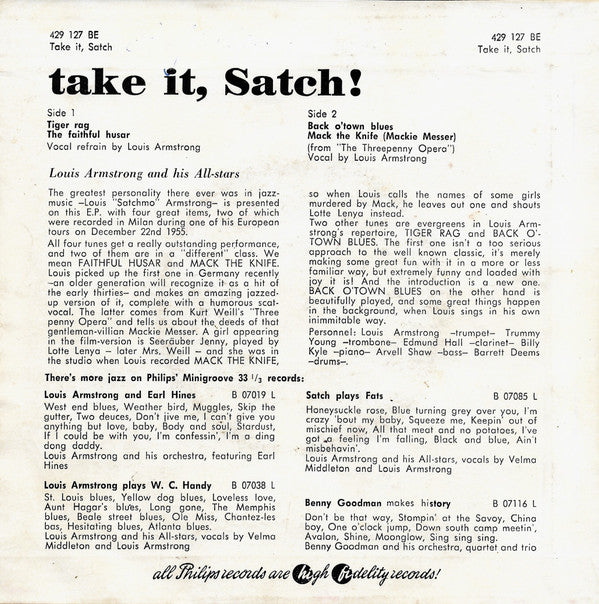 429 127 BE
Take it, Satch
429 127 BE
Take it, Satch
take it, Satch!
Side 1
Tiger rag
The faithful husar
Vocal refrain by Louis Armstrong
Side 2
Back o'town blues
Mack the Knife (Mackie Messer)
(from "The Threepenny Opera")
Vocal by Louis Armstrong
Louis Armstrong and his All-stars
The greatest personality there ever was in jazz-
music –Louis "Satchmo" Armstrong– is presented
on this E.P. with four great items, two of which
were recorded in Milan during one of his European
tours on December 22nd 1955.
All four tunes get a really outstanding performance,
and two of them are in a "different" class. We
mean FAITHFUL HUSAR and MACK THE KNIFE.
Louis picked up the first one in Germany recently
–an older generation will recognize it as a hit of
the early thirties– and makes an amazing jazzed-
up version of it, complete with a humorous scat-
vocal. The latter comes from Kurt Weill's "Three
penny Opera" and tells us about the deeds of that
gentleman-villian Mackie Messer. A girl appearing
in the film-version is Seeräuber Jenny, played by
Lotte Lenya – later Mrs. Weill – and she was in
the studio when Louis recorded MACK THE KNIFE,
so when Louis calls the names of some girls
murdered by Mack, he leaves out one and shouts
Lotte Lenya instead.
Two other tunes are evergreens in Louis Arm-
strong's repertoire, TIGER RAG and BACK O'-
TOWN BLUES. The first one isn't a too serious
approach to the well known classic, it's merely
making some great fun with it in a more or less
familiar way, but extremely funny and loaded with
joy it is! And the introduction is a new one.
BACK O'TOWN BLUES on the other hand is
beautifully played, and some great things happen
in the background, when Louis sings in his own
inimmitable way.
Personnel: Louis Armstrong –trumpet– Trummy
Young –trombone– Edmund Hall –clarinet– Billy
Kyle –piano– Arvell Shaw –bass– Barrett Deems
–drums–.
There's more jazz on Philips' Minigroove 33 1/3 records:
Louis Armstrong and Earl Hines B 07019 L
West end blues, Weather bird, Muggles, Skip the
gutter, Two deuces, Don't jive me, I can't give you
anything but love, baby, Body and soul, Stardust,
If I could be with you, I'm confessin', I'm a ding
dong daddy.
Louis Armstrong and his orchestra, featuring Earl
Hines
Louis Armstrong plays W. C. Handy B 07038 L
St. Louis blues, Yellow dog blues, Loveless love,
Aunt Hagar's blues, Long gone, The Memphis
blues, Beale street blues, Ole Miss, Chantez-les
bas, Hesitating blues, Atlanta blues.
Louis Armstrong and his All-stars, vocals by Velma
Middleton and Louis Armstrong
Satch plays Fats B 07085 L
Honeysuckle rose, Blue turning grey over you, I'm
crazy 'bout my baby, Squeeze me, Keepin' out of
mischief now, All that meat and no potatoes, I've
got a feeling I'm falling, Black and blue, Ain't
misbehavin'.
Louis Armstrong and his All-stars, vocals by Velma
Middleton and Louis Armstrong
Benny Goodman makes history B 07116 L
Don't be that way, Stompin' at the Savoy, China
boy, One o'clock jump, Down south camp meetin',
Avalon, Shine, Moonglow, Sing sing sing.
Benny Goodman and his orchestra, quartet and trio
all Philips records are high fidelity records!